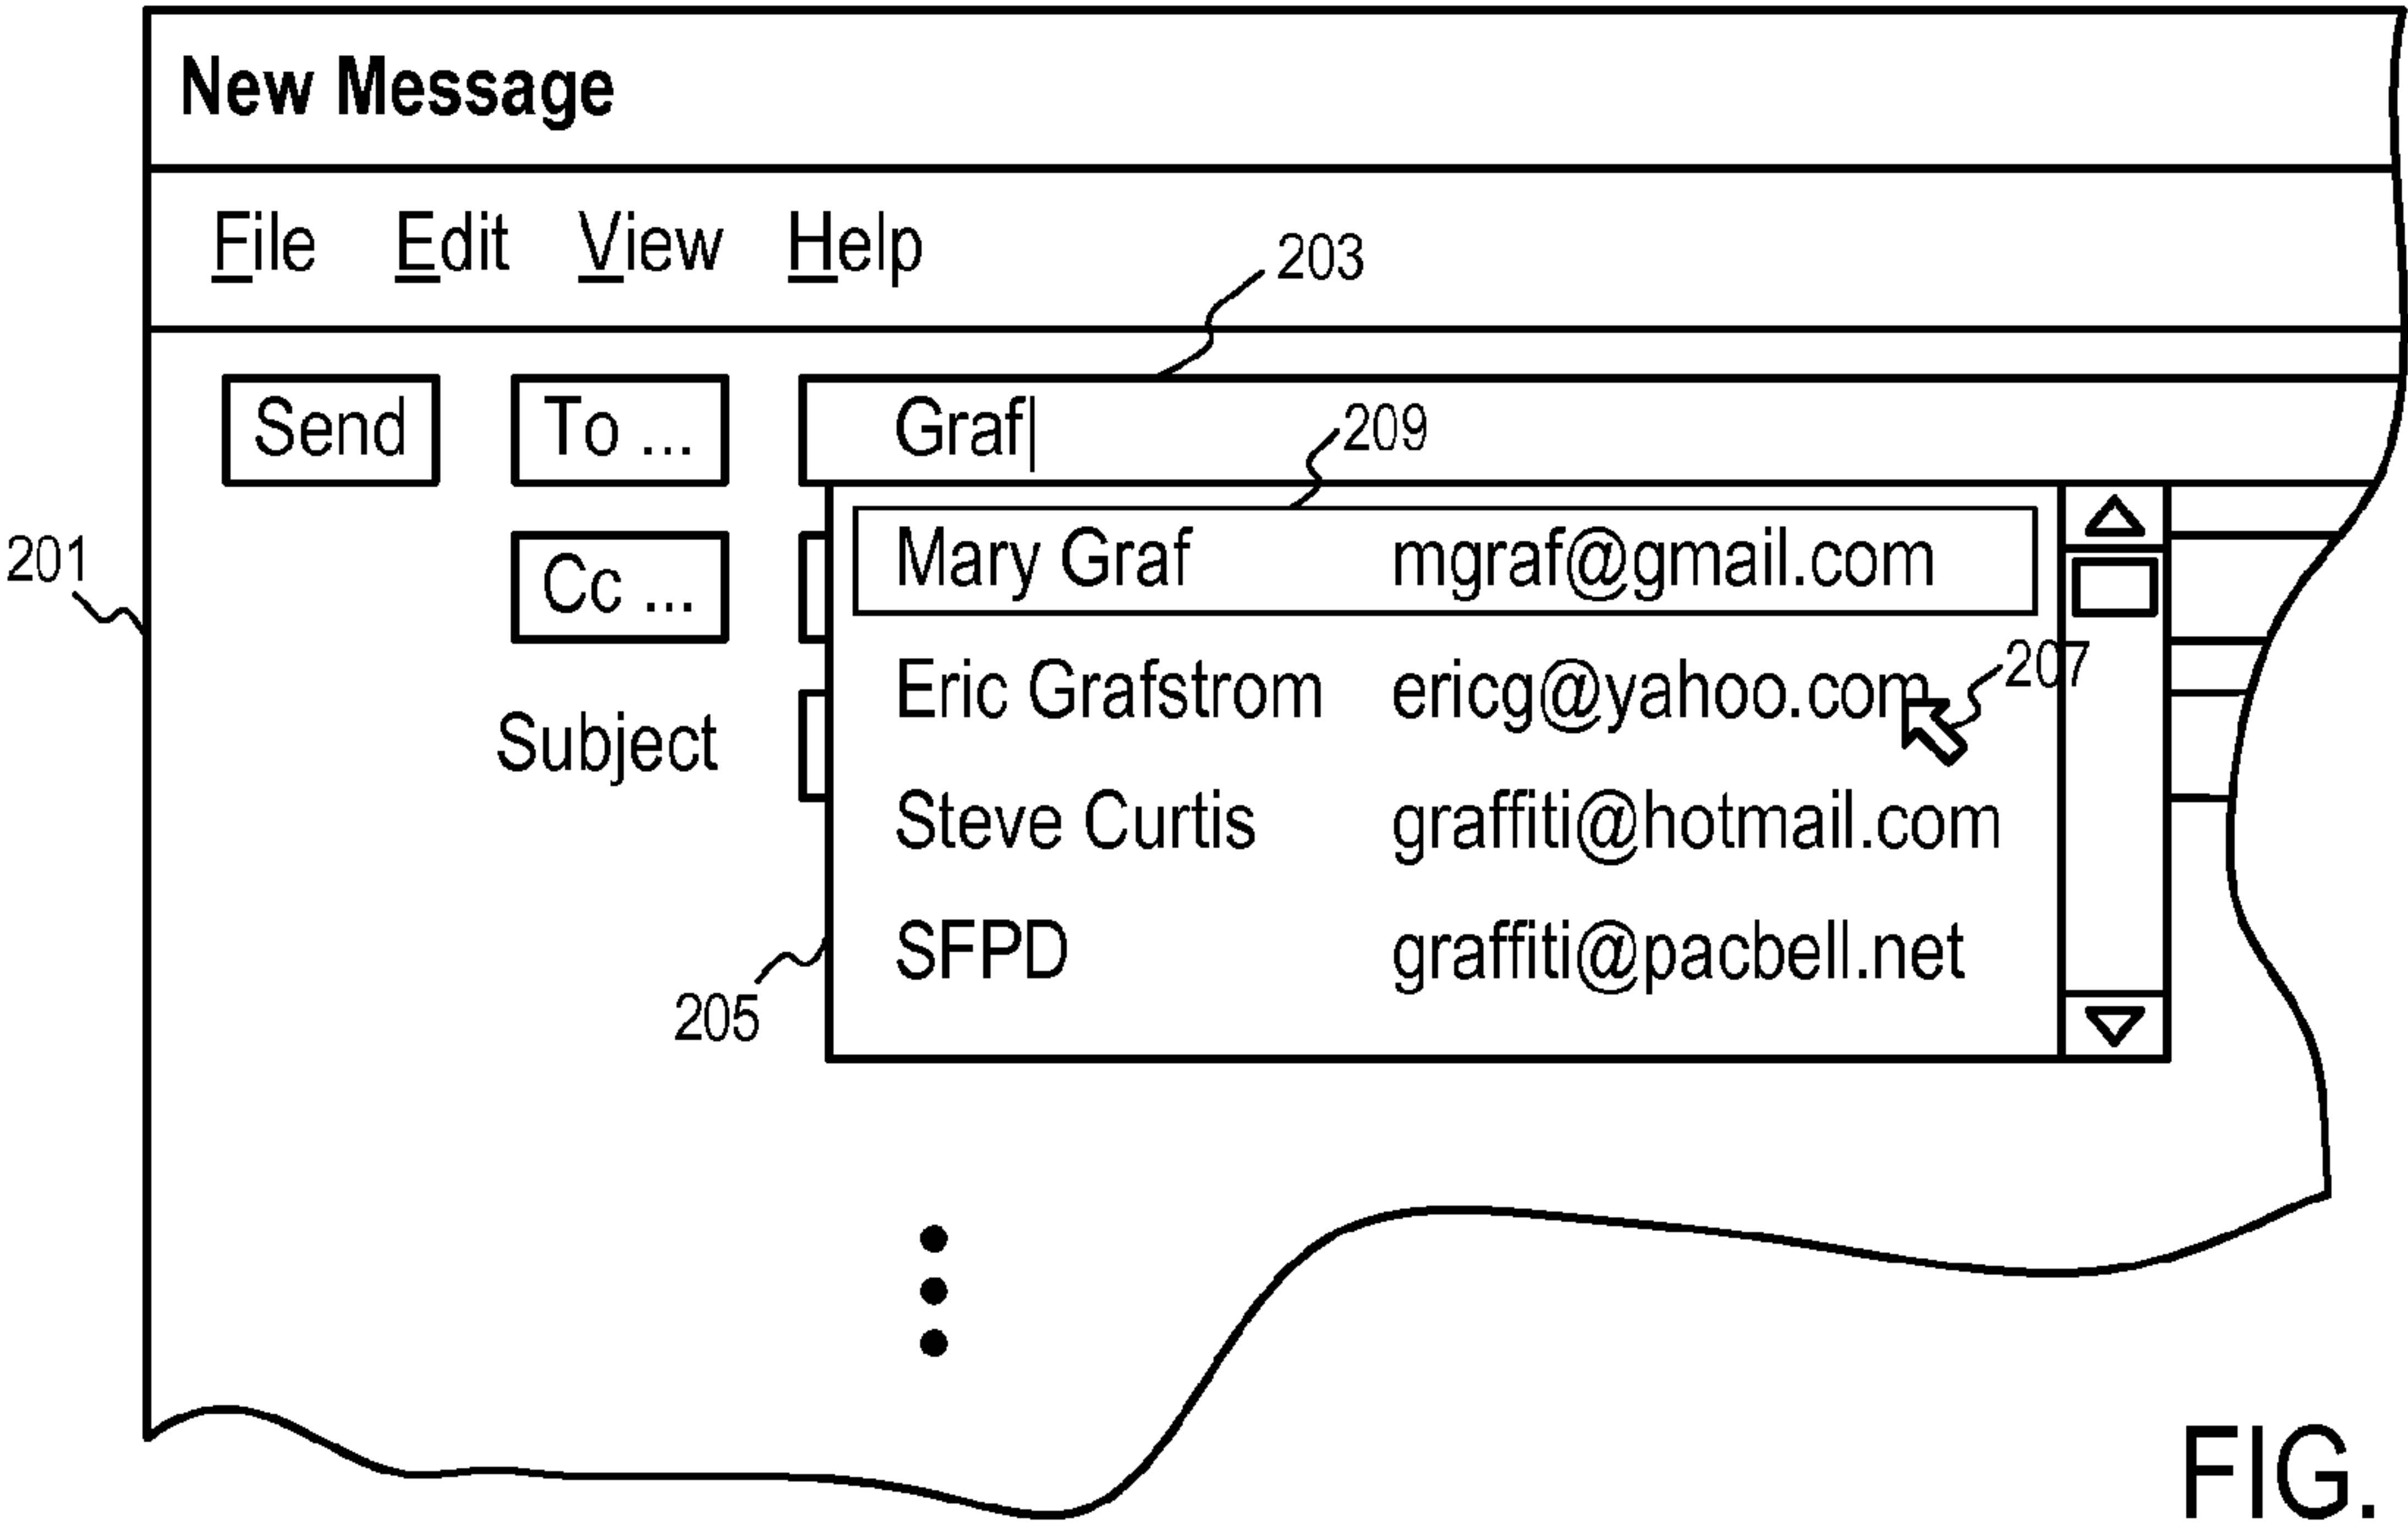 New Message
File Edit View Help
203
Send To ... Graf
209
201
Cc ...
Mary Graf mgraf@gmail.com
Eric Grafstrom ericg@yahoo.com
207
Subject
Steve Curtis graffiti@hotmail.com
SFPD graffiti@pacbell.net
205
FIG.